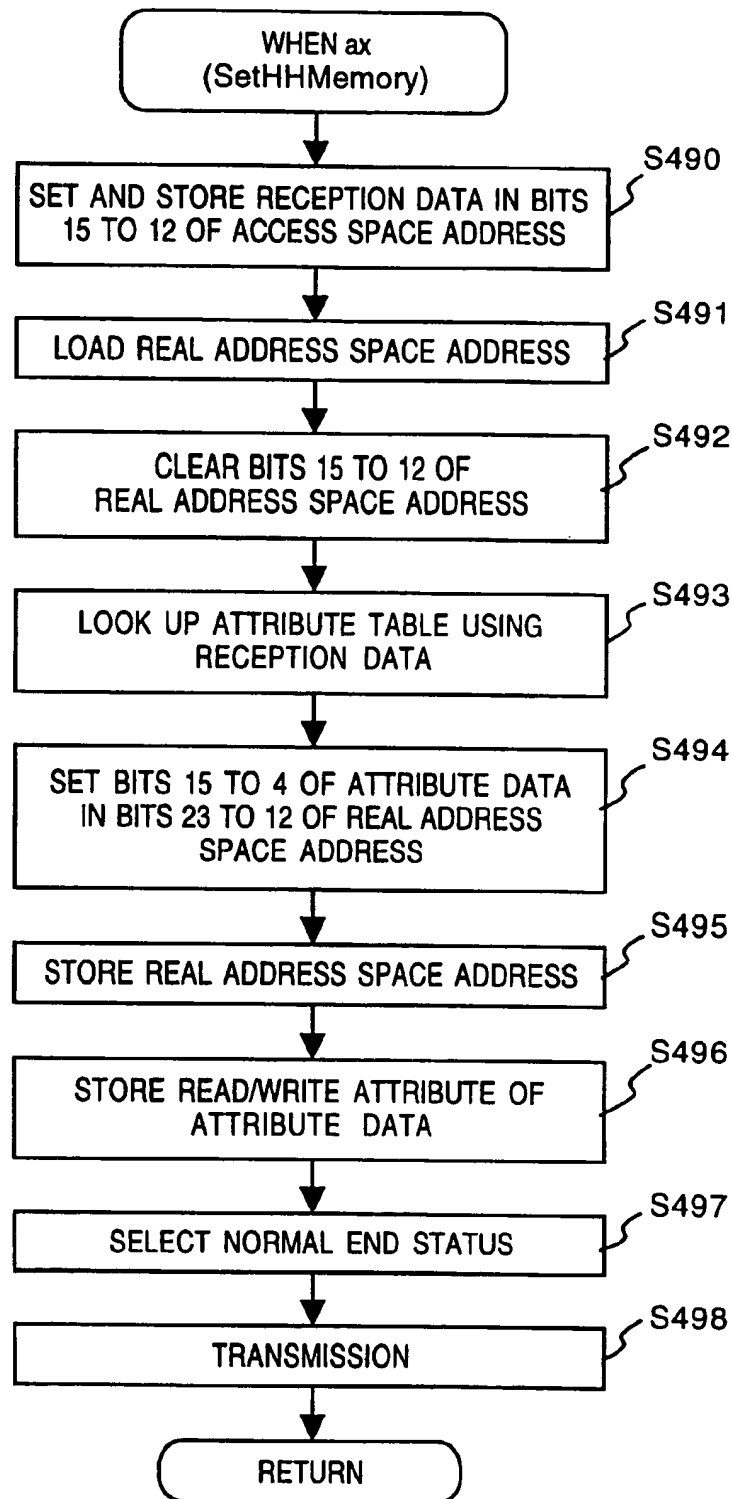 WHEN ax
(SetHHMemory)
S490
SET AND STORE RECEPTION DATA IN BITS
15 TO 12 OF ACCESS SPACE ADDRESS
S491
LOAD REAL ADDRESS SPACE ADDRESS
S492
CLEAR BITS 15 TO 12 OF
REAL ADDRESS SPACE ADDRESS
S493
LOOK UP ATTRIBUTE TABLE USING
RECEPTION DATA
S494
SET BITS 15 TO 4 OF ATTRIBUTE DATA
IN BITS 23 TO 12 OF REAL ADDRESS
SPACE ADDRESS
S495
STORE REAL ADDRESS SPACE ADDRESS
S496
STORE READ/WRITE ATTRIBUTE OF
ATTRIBUTE DATA
S497
SELECT NORMAL END STATUS
S498
TRANSMISSION
RETURN